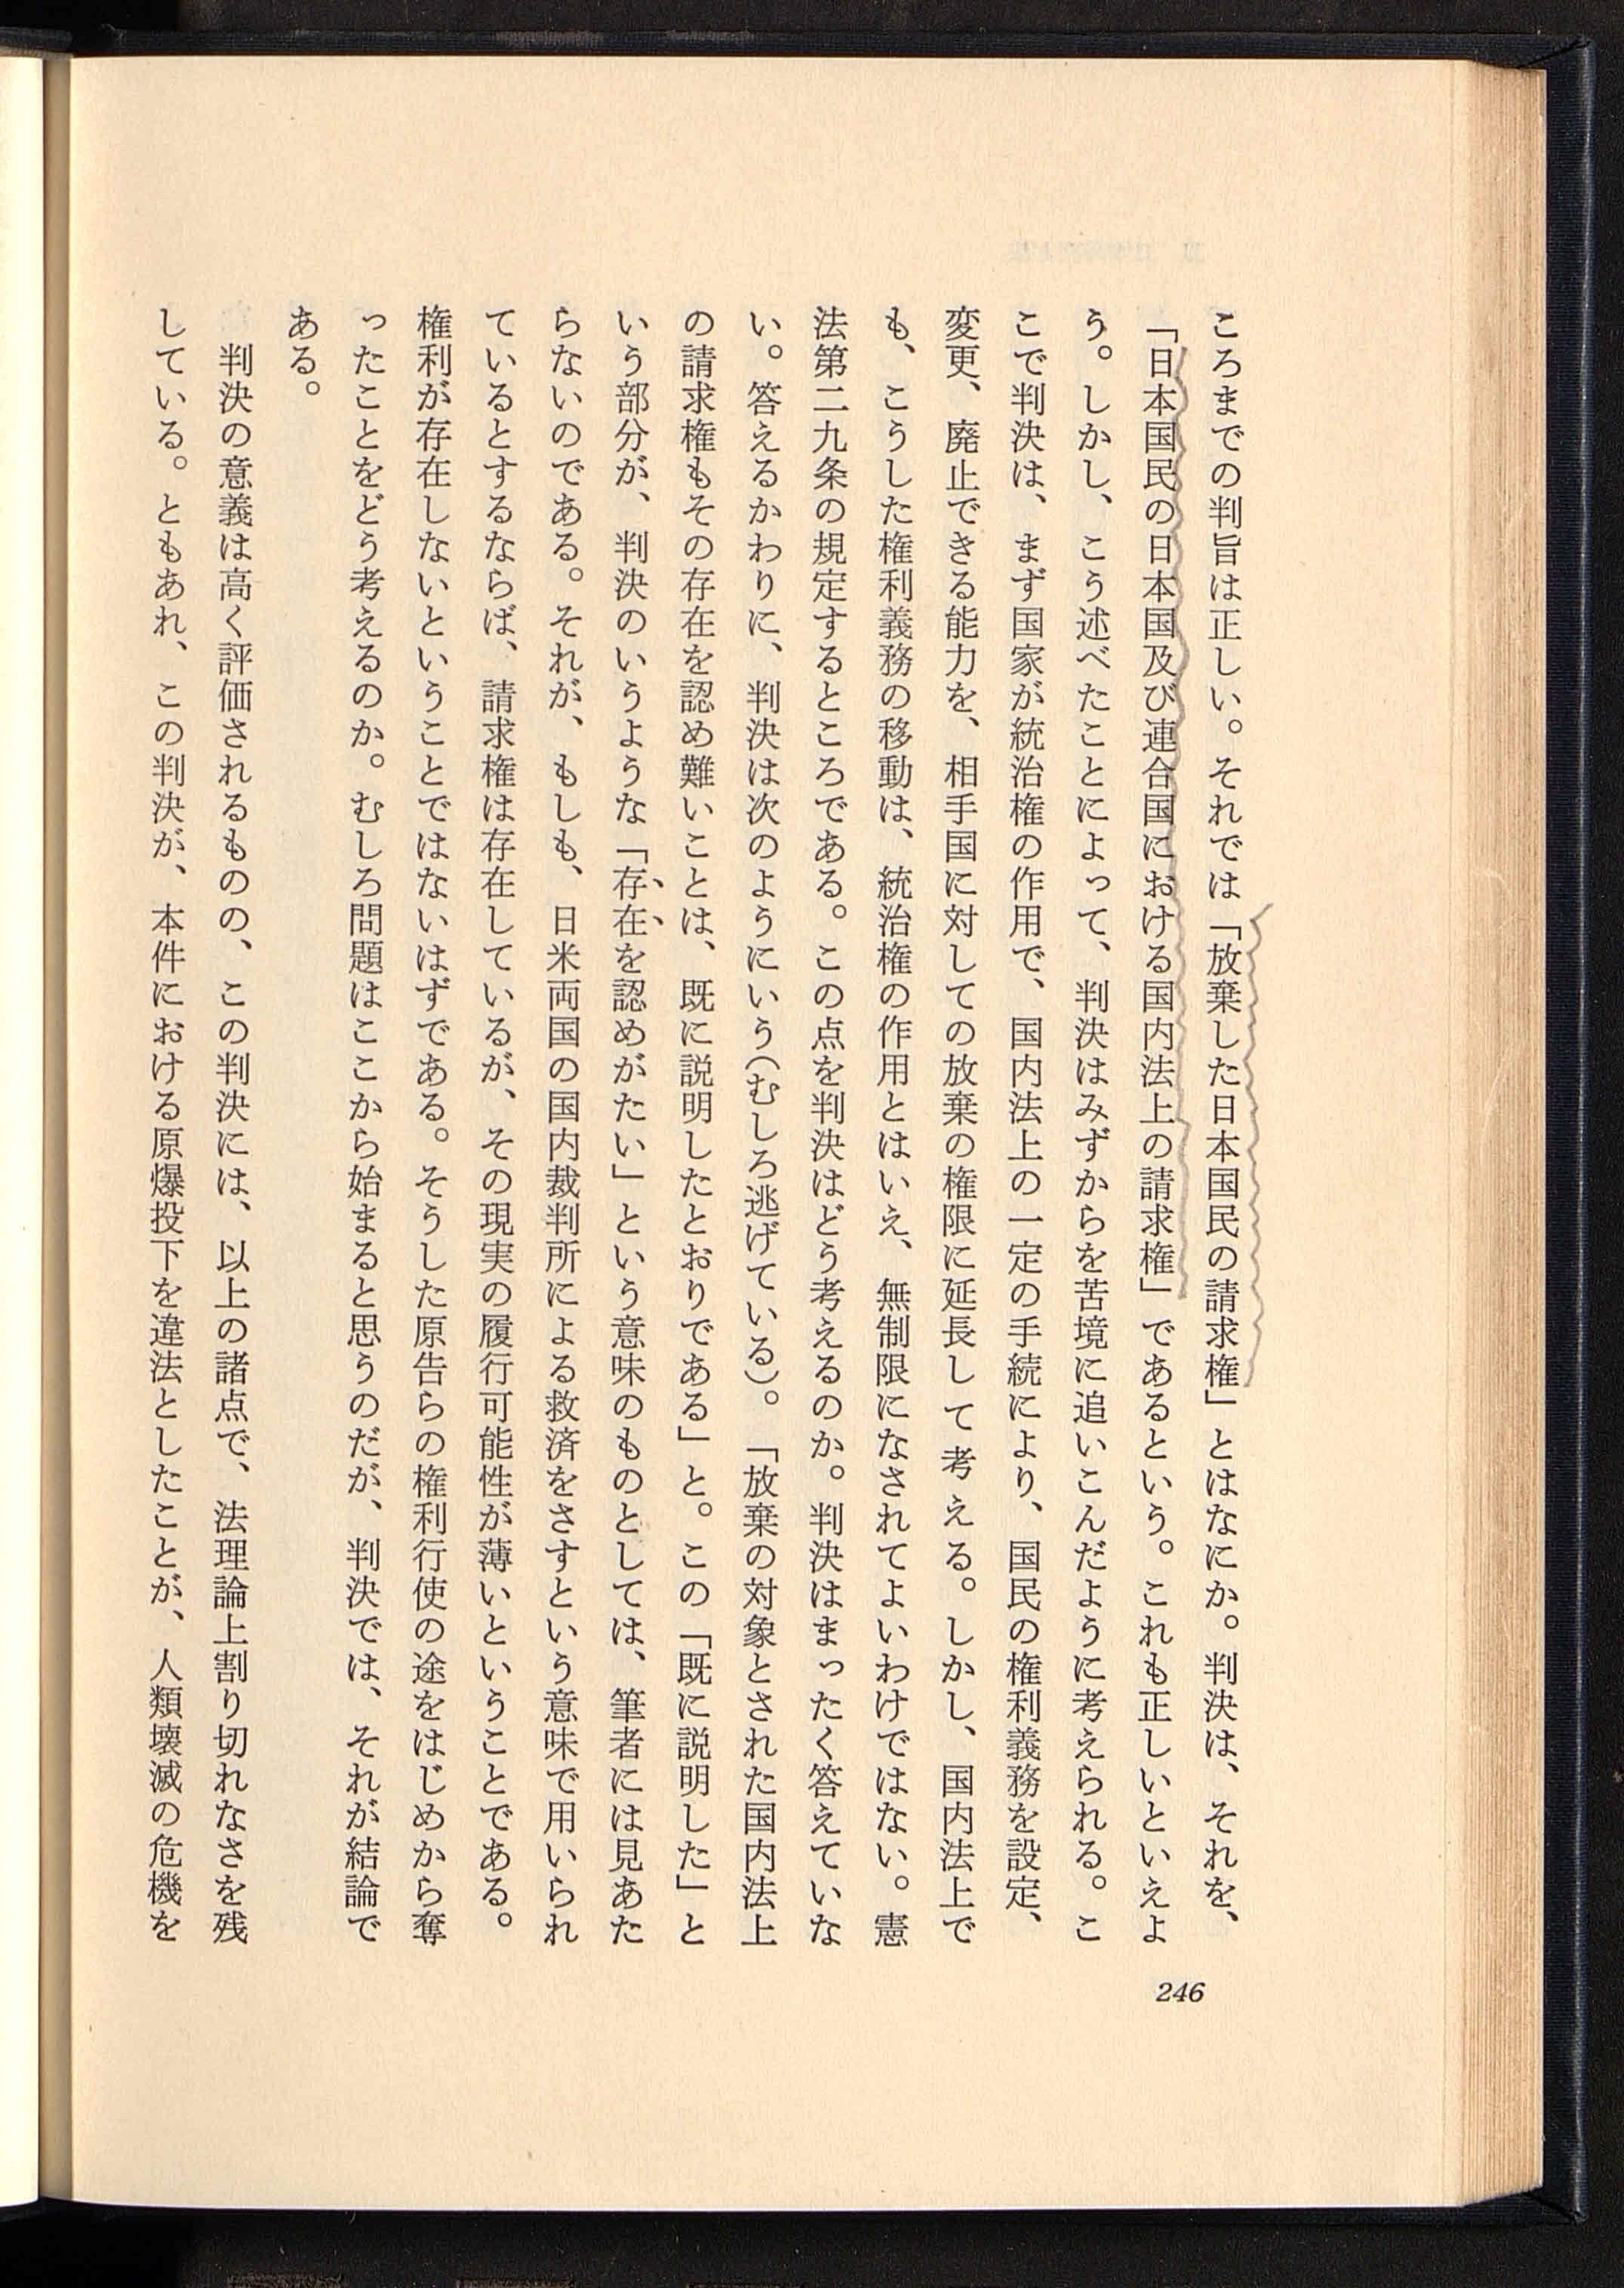 ころまでの判旨は正しい。それでは「放棄した日本国民の請求権」とはなにか。判決は、それを、
「日本国民の日本国及び連合国における国内法上の請求権」であるという。これも正しいといえよ
う。しかし、こう述べたことによって、判決はみずからを苦境に追いこんだように考えられる。こ
こで判決は、まず国家が統治権の作用で、国内法上の一定の手続により、国民の権利義務を設定、
変更、廃止できる能力を、相手国に対しての放棄の権限に延長して考える。しかし、国内法上で
も、こうした権利義務の移動は、統治権の作用とはいえ、無制限になされてよいわけではない。憲
法第二九条の規定するところである。この点を判決はどう考えるのか。判決はまったく答えていな
い。答えるかわりに、判決は次のようにいう(むしろ逃げている)。「放棄の対象とされた国内法上
の請求権もその存在を認め難いことは、既に説明したとおりである」と。この「既に説明した」と
いう部分が、判決のいうような「存在を認めがたい」という意味のものとしては、筆者には見あた
らないのである。それが、もしも、日米両国の国内裁判所による救済をさすという意味で用いられ
ているとするならば、請求権は存在しているが、その現実の履行可能性が薄いということである。
権利が存在しないということではないはずである。そうした原告らの権利行使の途をはじめから奪
ったことをどう考えるのか。むしろ問題はここから始まると思うのだが、判決では、それが結論で
ある。
判決の意義は高く評価されるものの、この判決には、以上の諸点で、法理論上割り切れなさを残
している。ともあれ、この判決が、本件における原爆投下を違法としたことが、人類壊滅の危機を
246